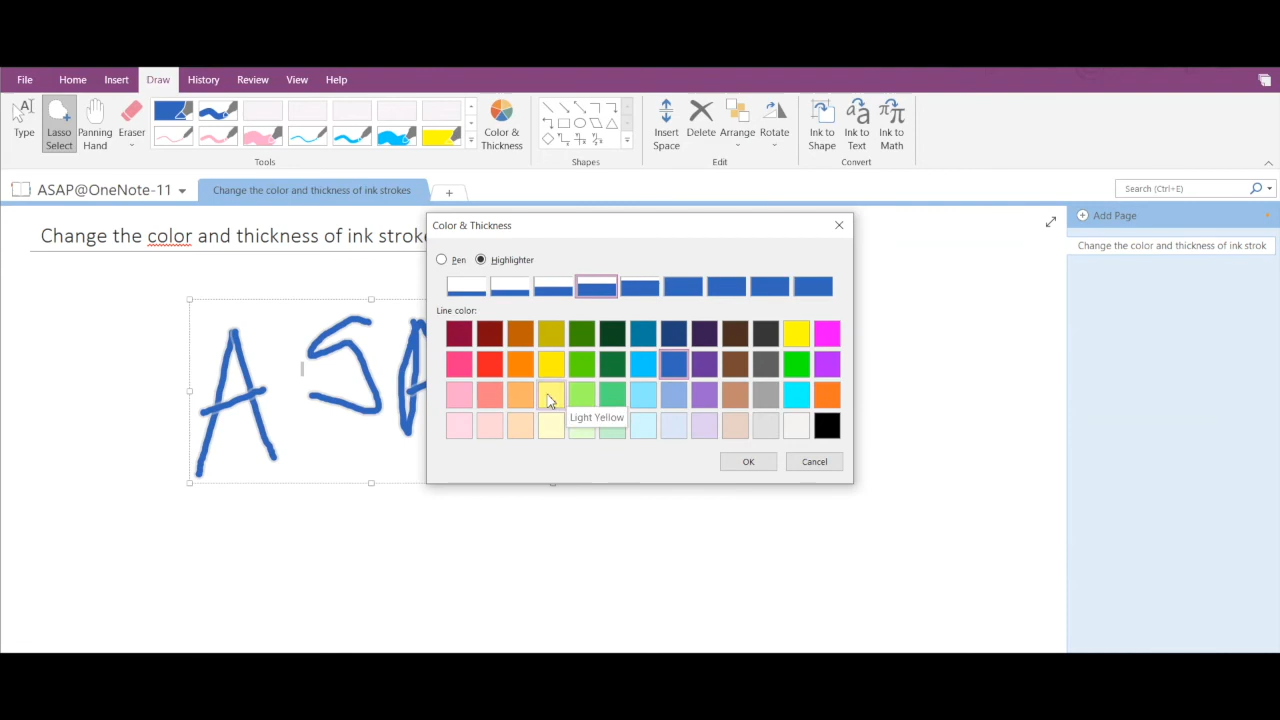 File Home Insert Draw History Review View Help
Type
Lasso Select
Panning Hand
Eraser
Color & Thickness
Insert Space
Delete
Arrange
Rotate
Ink to Shape
Ink to Text
Ink to Math
Tools
Shapes
Edit
Convert
ASAP@OneNote-11
Change the color and thickness of ink strokes
Search (Ctrl+E)
Add Page
Change the color and thickness of ink strok
Change the color and thickness of ink stroke
Color & Thickness
Pen
Highlighter
Line color:
Light Yellow
OK
Cancel
A S A